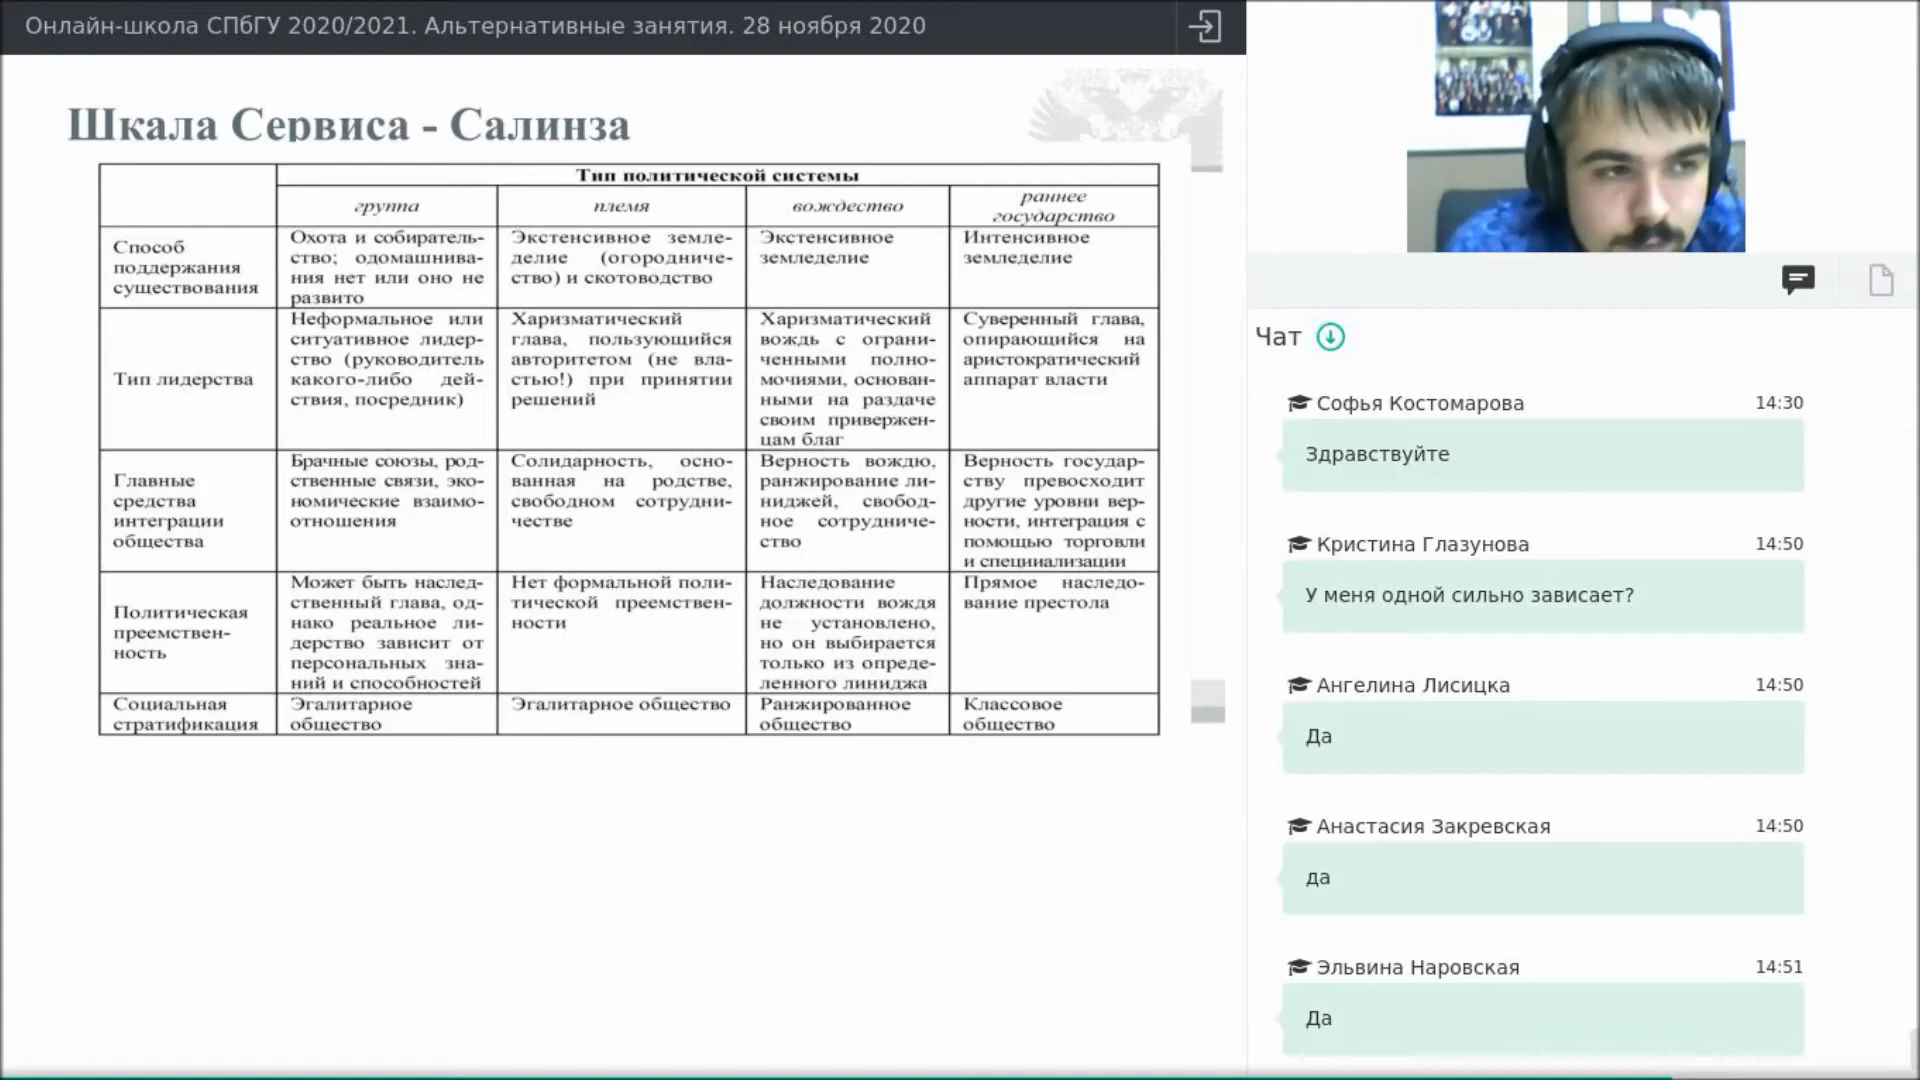 Онлайн-школа СПбГУ 2020/2021. Альтернативные занятия. 28 ноября 2020
Шкала Сервиса - Салинза
Тип политической системы
группа
племя
вождество
раннее
государство
Способ
поддержания
существования
Охота и собиратель-
ство; одомашнива-
ния нет или оно не
развито
Экстенсивное земле-
делие (огородниче-
ство) и скотоводство
Экстенсивное
земледелие
Интенсивное
земледелие
Тип лидерства
Неформальное или
ситуативное лидер-
ство (руководитель
какого-либо дей-
ствия, посредник)
Харизматический
глава, пользующийся
авторитетом (не вла-
стью!) при принятии
решений
Харизматический
вождь с ограни-
ченными полно-
мочиями, основан-
ными на раздаче
своим привержен-
цам благ
Суверенный глава,
опирающийся на
аристократический
аппарат власти
Главные
средства
интеграции
общества
Брачные союзы, род-
ственные связи, эко-
номические взаимо-
отношения
Солидарность, осно-
ванная на родстве,
свободном сотрудни-
честве
Верность вождю,
ранжирование ли-
ниджей, свобод-
ное сотрудниче-
ство
Верность государ-
ству превосходит
другие уровни вер-
ности, интеграция с
помощью торговли
и специиализации
Политическая
преемствен-
ность
Может быть наслед-
ственный глава, од-
нако реальное ли-
дерство зависит от
персональных зна-
ний и способностей
Нет формальной поли-
тической преемствен-
ности
Наследование
должности вождя
не установлено,
но он выбирается
только из опреде-
ленного линиджа
Прямое наследо-
вание престола
Социальная
стратификация
Эгалитарное
общество
Эгалитарное общество
Ранжированное
общество
Классовое
общество
Чат
Софья Костомарова 14:30
Здравствуйте
Кристина Глазунова 14:50
У меня одной сильно зависает?
Ангелина Лисицка 14:50
Да
Анастасия Закревская 14:50
да
Эльвина Наровская 14:51
Да